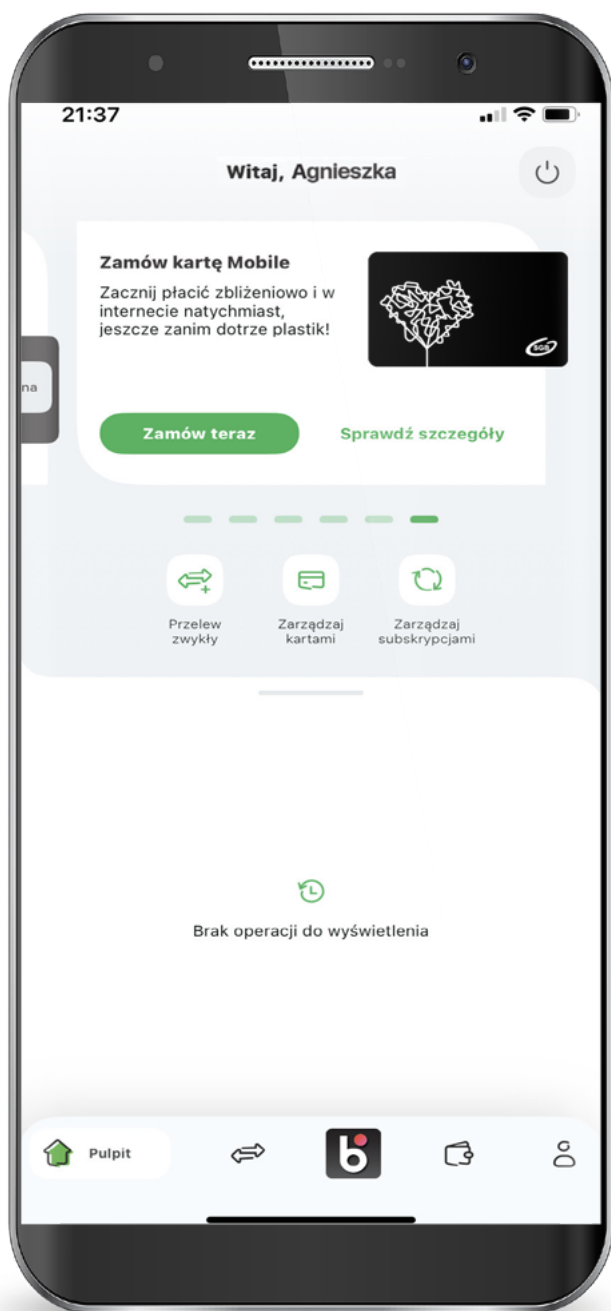 21:37
Witaj, Agnieszka
Zamów kartę Mobile
Zacznij płacić zbliżeniowo i w
internecie natychmiast,
jeszcze zanim dotrze plastik!
SGB
na
Zamów teraz
Sprawdź szczegóły
Przelew
zwykły
Zarządzaj
kartami
Zarządzaj
subskrypcjami
Brak operacji do wyświetlenia
Pulpit
b